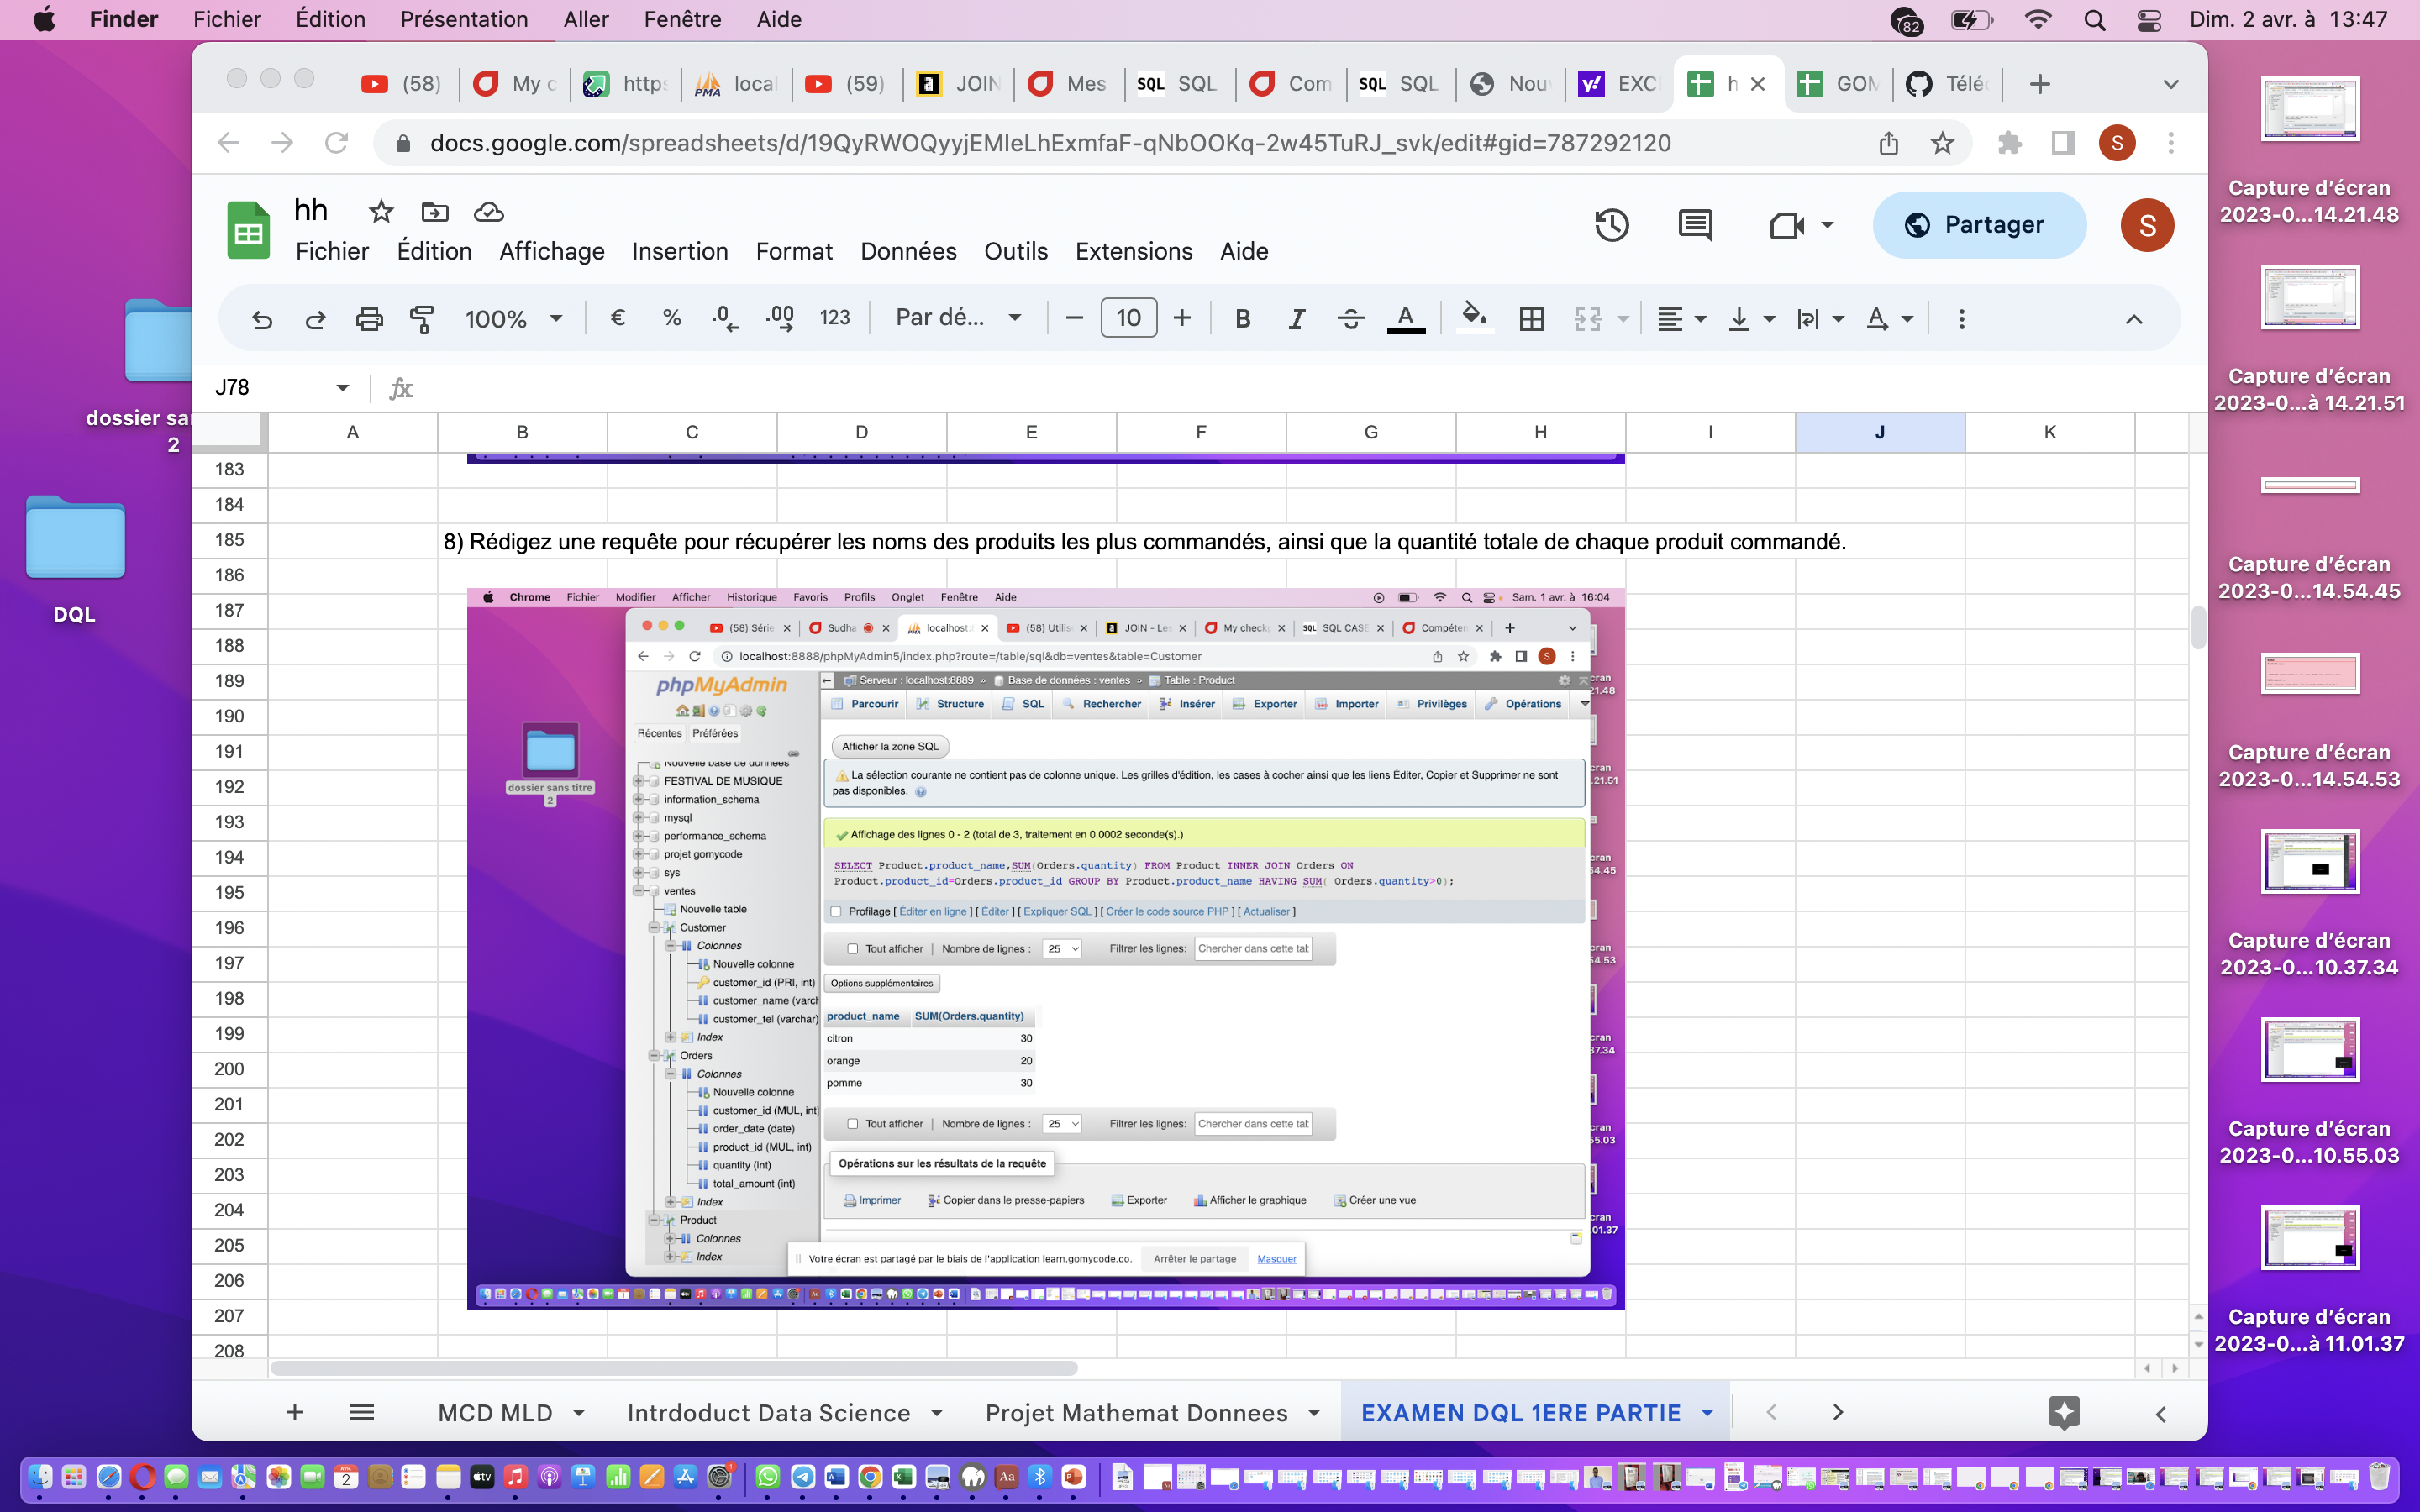 Finder Fichier Édition Présentation Aller Fenêtre Aide 82 Dim. 2 avr. à 13:47
(58) My c https PMA local (59) a JOIN Mes SQL SQL Com SQL SQL Nou y! EXC h GOM Télé
docs.google.com/spreadsheets/d/19QyRWOQyyjEMIeLhExmfaF-qNbOOKq-2w45TuRJ_svk/edit#gid=787292120 S
hh
Partager S
Fichier Édition Affichage Insertion Format Données Outils Extensions Aide
100% € % .0 .00 123 Par dé... 10 B I A
J78 fx
A B C D E F G H I J K
183
184
185 8) Rédigez une requête pour récupérer les noms des produits les plus commandés, ainsi que la quantité totale de chaque produit commandé.
186
187
188
189
190
191
192
193
194
195
196
197
198
199
200
201
202
203
204
205
206
207
208
Chrome Fichier Modifier Afficher Historique Favoris Profils Onglet Fenêtre Aide Sam. 1 avr. à 16:04
(58) Série Sudha localhost: (58) Utilis JOIN - Le My check SQL CASE Compéten
localhost:8888/phpMyAdmin5/index.php?route=/table/sql&db=ventes&table=Customer
phpMyAdmin
Récentes Préférées
Nouvelle base de données
FESTIVAL DE MUSIQUE
information_schema
mysql
performance_schema
projet gomycode
sys
ventes
Nouvelle table
Customer
Colonnes
Nouvelle colonne
customer_id (PRI, int)
customer_name (varch
customer_tel (varchar)
Index
Orders
Colonnes
Nouvelle colonne
customer_id (MUL, int)
order_date (date)
product_id (MUL, int)
quantity (int)
total_amount (int)
Index
Product
Colonnes
Index
Serveur : localhost:8889 » Base de données : ventes » Table : Product
Parcourir Structure SQL Rechercher Insérer Exporter Importer Privilèges Opérations
Afficher la zone SQL
La sélection courante ne contient pas de colonne unique. Les grilles d'édition, les cases à cocher ainsi que les liens Éditer, Copier et Supprimer ne sont
pas disponibles.
Affichage des lignes 0 - 2 (total de 3, traitement en 0.0002 seconde(s).)
SELECT Product.product_name,SUM(Orders.quantity) FROM Product INNER JOIN Orders ON
Product.product_id=Orders.product_id GROUP BY Product.product_name HAVING SUM( Orders.quantity>0);
Profilage [ Éditer en ligne ] [ Éditer ] [ Expliquer SQL ] [ Créer le code source PHP ] [ Actualiser ]
Tout afficher | Nombre de lignes : 25 Filtrer les lignes: Chercher dans cette tab
Options supplémentaires
product_name SUM(Orders.quantity)
citron 30
orange 20
pomme 30
Tout afficher | Nombre de lignes : 25 Filtrer les lignes: Chercher dans cette tab
Opérations sur les résultats de la requête
Imprimer Copier dans le presse-papiers Exporter Afficher le graphique Créer une vue
Votre écran est partagé par le biais de l'application learn.gomycode.co. Arrêter le partage Masquer
dossier sans titre
2
MCD MLD Intrdoduct Data Science Projet Mathemat Donnees EXAMEN DQL 1ERE PARTIE
dossier sa
2
DQL
Capture d'écran
2023-0...14.21.48
Capture d'écran
2023-0...à 14.21.51
Capture d'écran
2023-0...14.54.45
Capture d'écran
2023-0...14.54.53
Capture d'écran
2023-0...10.37.34
Capture d'écran
2023-0...10.55.03
Capture d'écran
2023-0...à 11.01.37